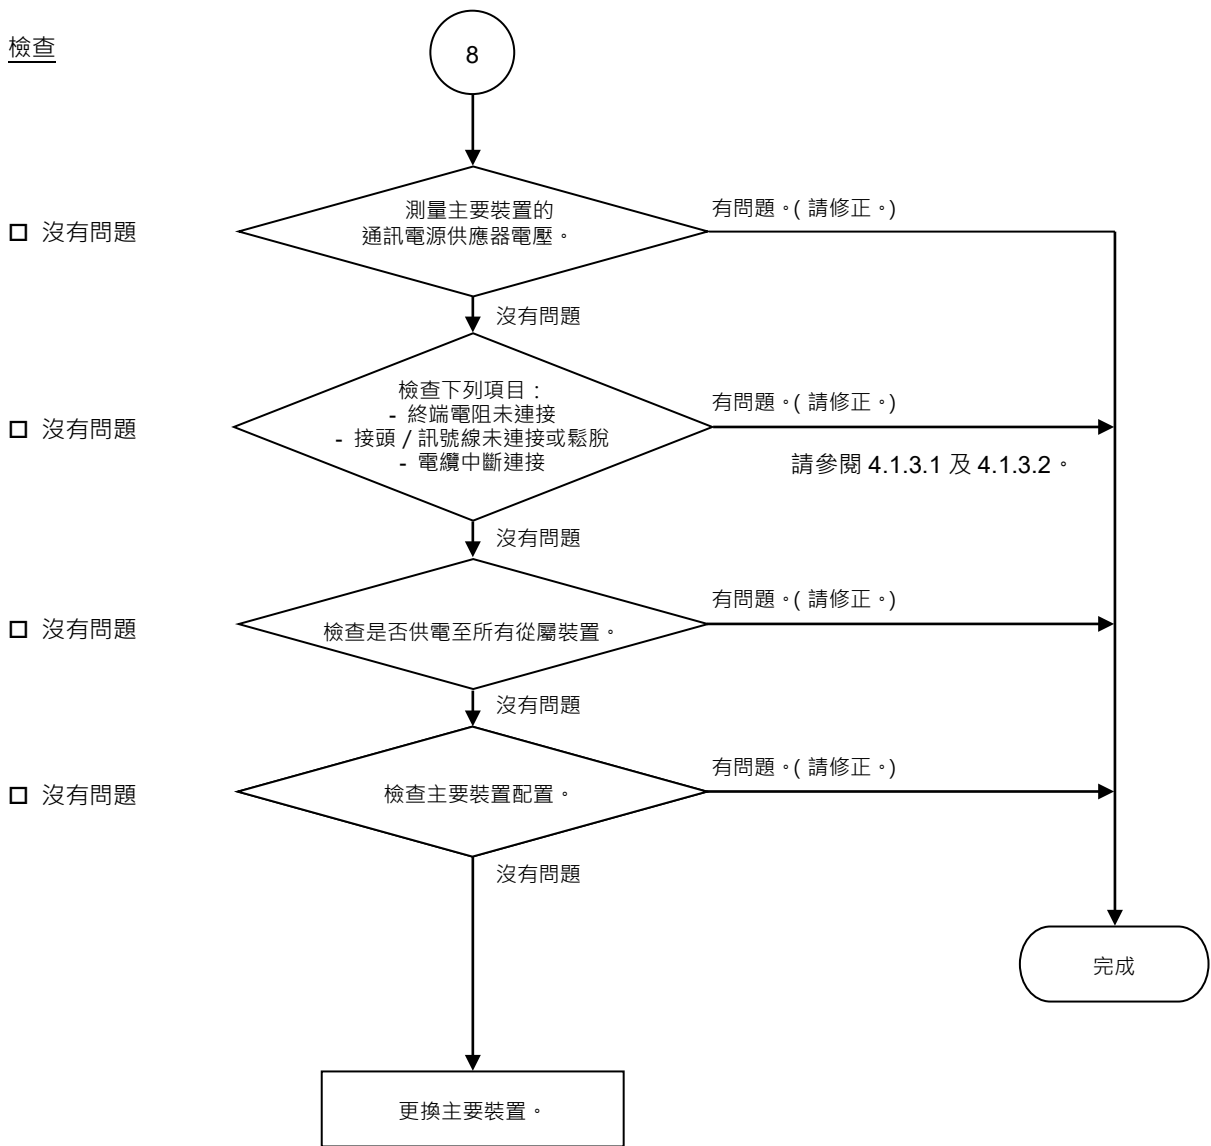 檢查
8
□ 沒有問題
測量主要裝置的
通訊電源供應器電壓。
有問題。( 請修正。)
沒有問題
□ 沒有問題
檢查下列項目：
- 終端電阻未連接
- 接頭 / 訊號線未連接或鬆脫
- 電纜中斷連接
有問題。( 請修正。)
請參閱 4.1.3.1 及 4.1.3.2。
沒有問題
□ 沒有問題
檢查是否供電至所有從屬裝置。
有問題。( 請修正。)
沒有問題
□ 沒有問題
檢查主要裝置配置。
有問題。( 請修正。)
沒有問題
完成
更換主要裝置。